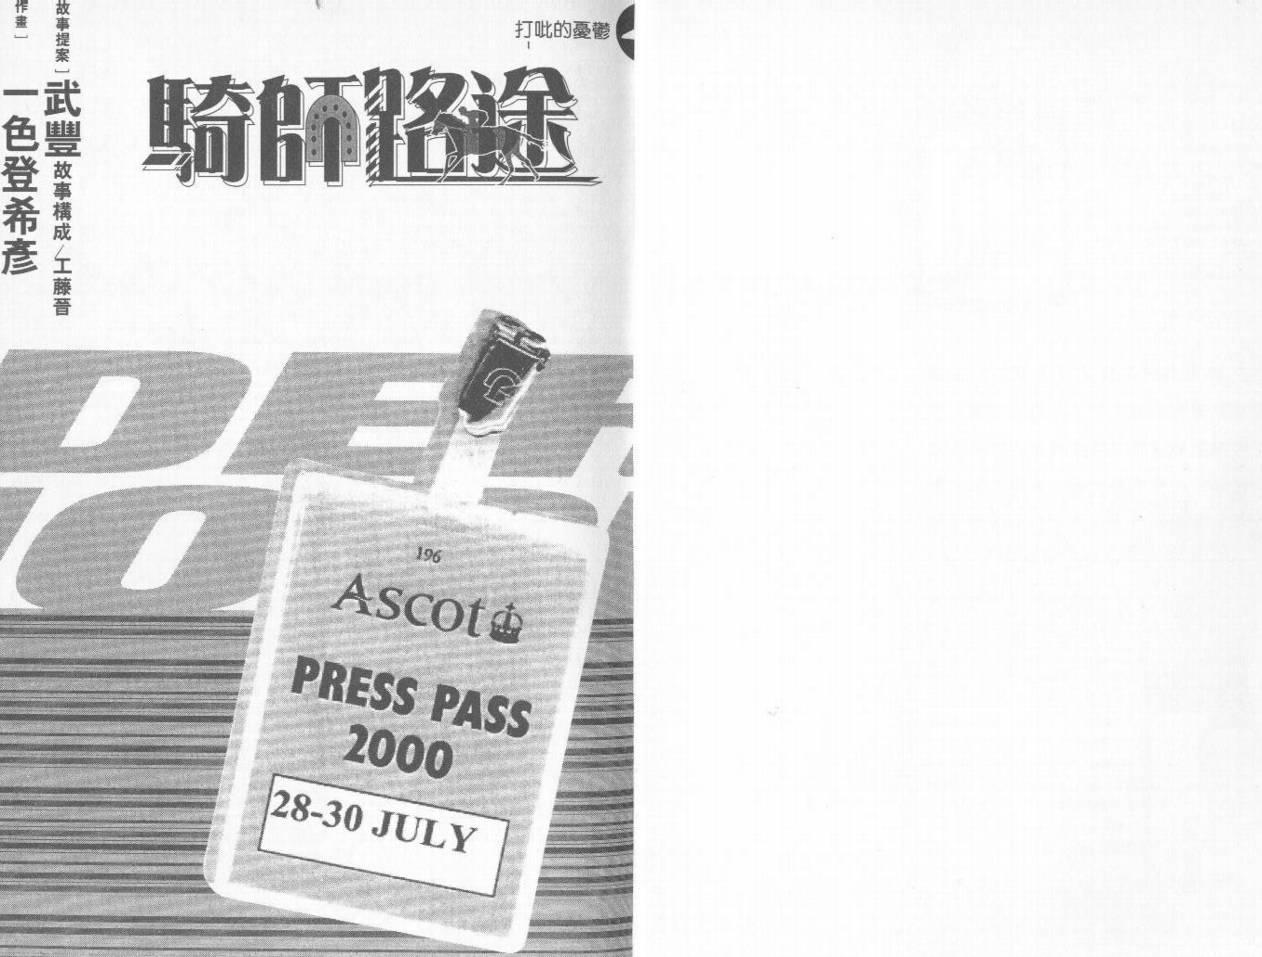 打吡的憂鬱
騎師路途
故事提案］
武豐
故事構成／工藤晉
作畫］
一色登希彥
196
ASCOT
PRESS PASS
2000
28-30 JULY